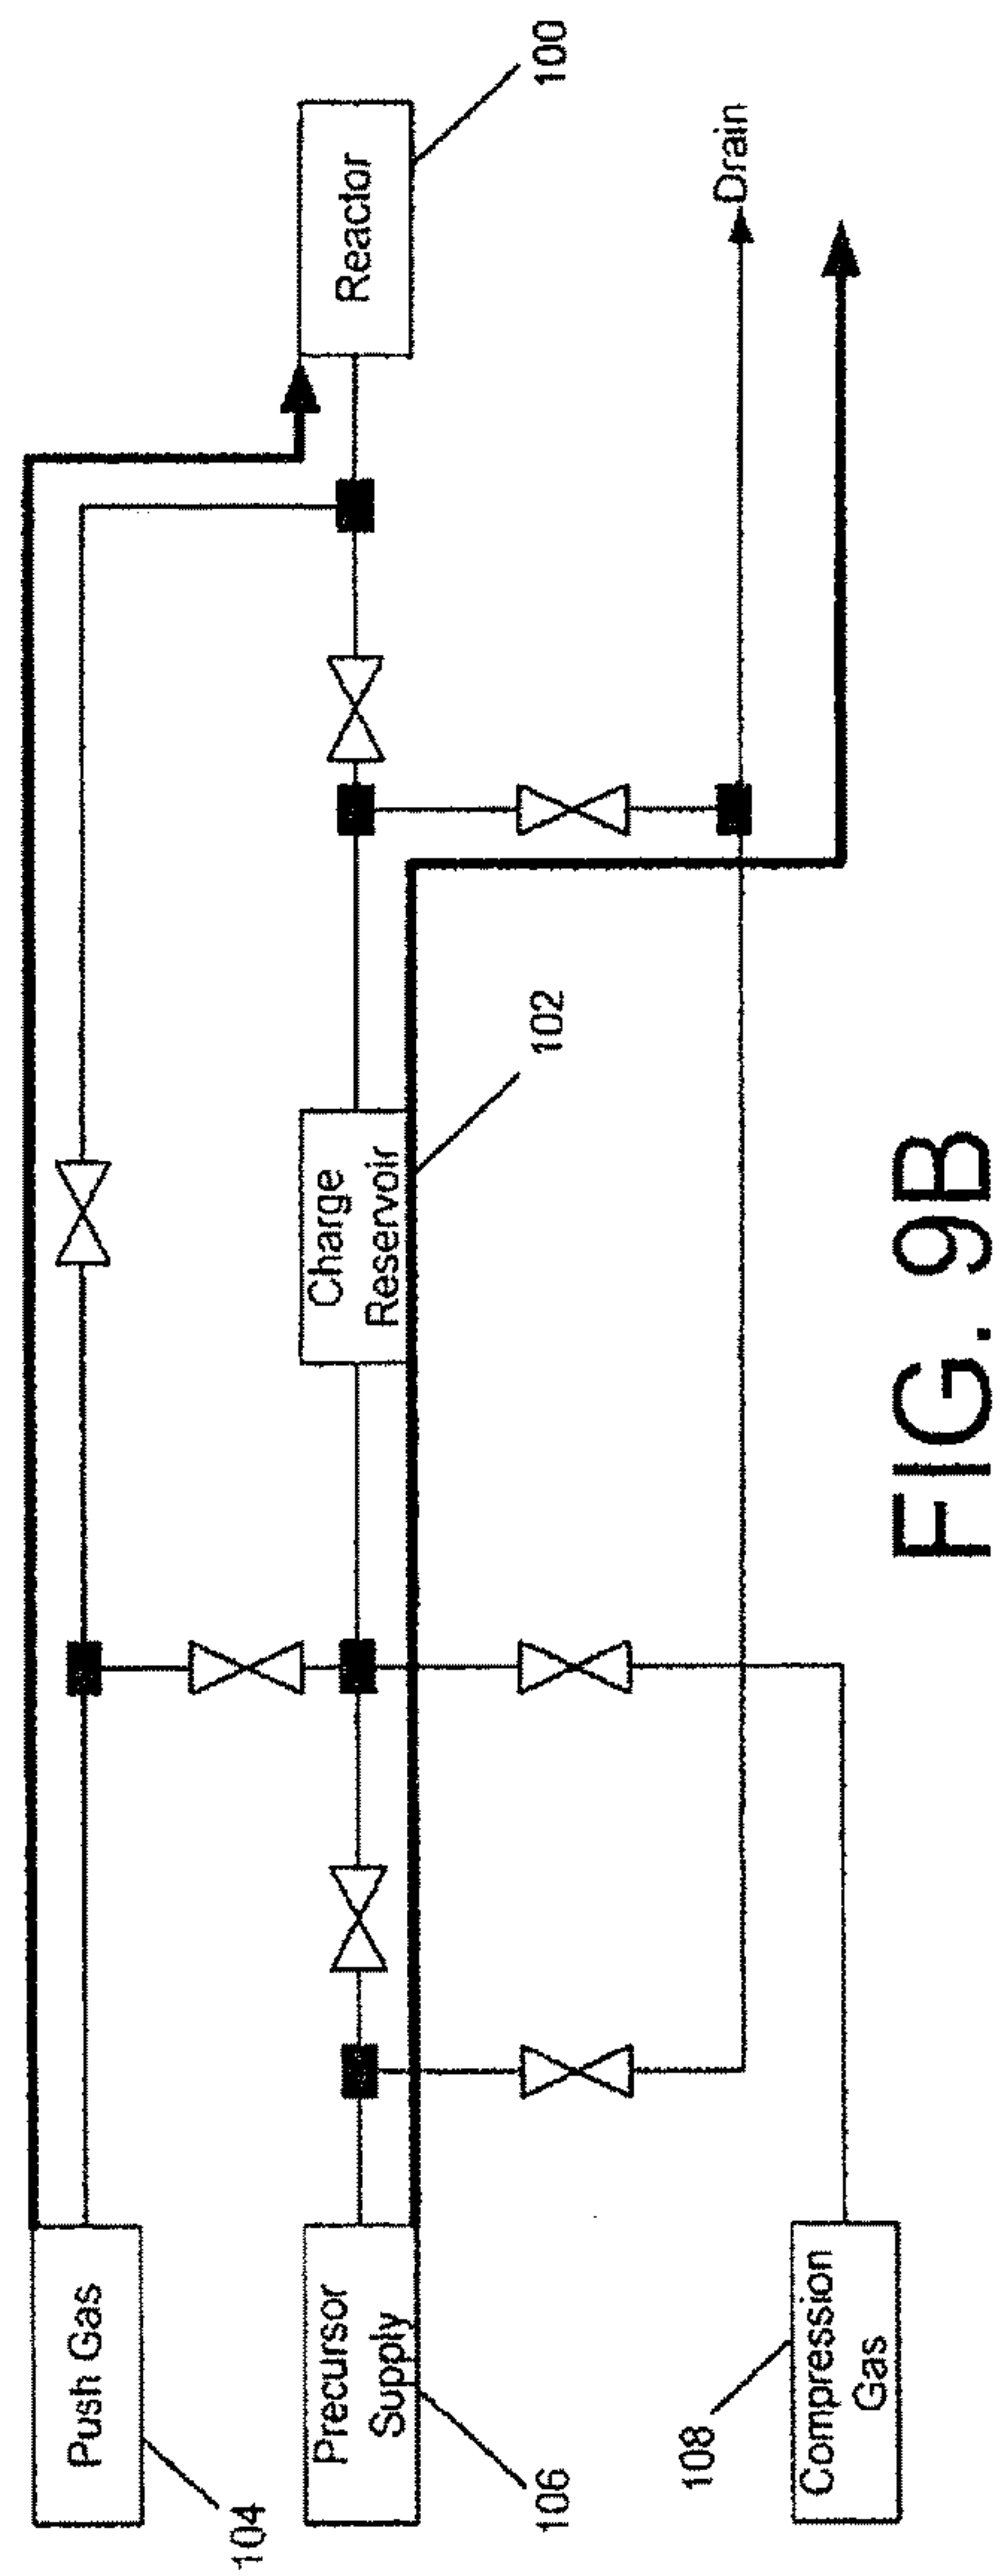 Push Gas
104
Precursor
Supply
106
Compression
Gas
108
Charge
Reservoir
102
Reactor
100
Drain
FIG. 9B